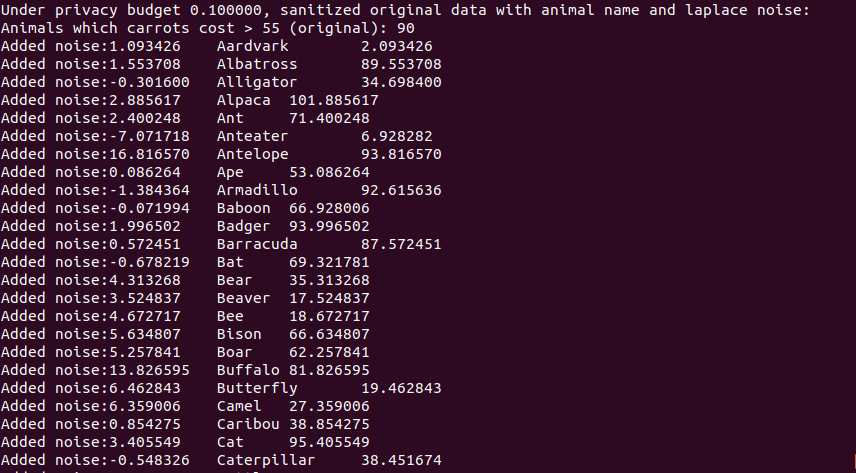 Under privacy budget 0.100000, sanitized original data with animal name and laplace noise:
Animals which carrots cost > 55 (original): 90
Added noise:1.093426 Aardvark 2.093426
Added noise:1.553708 Albatross 89.553708
Added noise:-0.301600 Alligator 34.698400
Added noise:2.885617 Alpaca 101.885617
Added noise:2.400248 Ant 71.400248
Added noise:-7.071718 Anteater 6.928282
Added noise:16.816570 Antelope 93.816570
Added noise:0.086264 Ape 53.086264
Added noise:-1.384364 Armadillo 92.615636
Added noise:-0.071994 Baboon 66.928006
Added noise:1.996502 Badger 93.996502
Added noise:0.572451 Barracuda 87.572451
Added noise:-0.678219 Bat 69.321781
Added noise:4.313268 Bear 35.313268
Added noise:3.524837 Beaver 17.524837
Added noise:4.672717 Bee 18.672717
Added noise:5.634807 Bison 66.634807
Added noise:5.257841 Boar 62.257841
Added noise:13.826595 Buffalo 81.826595
Added noise:6.462843 Butterfly 19.462843
Added noise:6.359006 Camel 27.359006
Added noise:0.854275 Caribou 38.854275
Added noise:3.405549 Cat 95.405549
Added noise:-0.548326 Caterpillar 38.451674